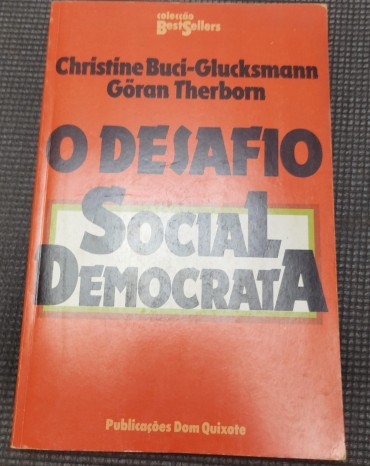 colecção
BestSellers
Christine Buci-Glucksmann
Göran Therborn
O DESAFIO
SOCIAL
DEMOCRATA
Publicações Dom Quixote